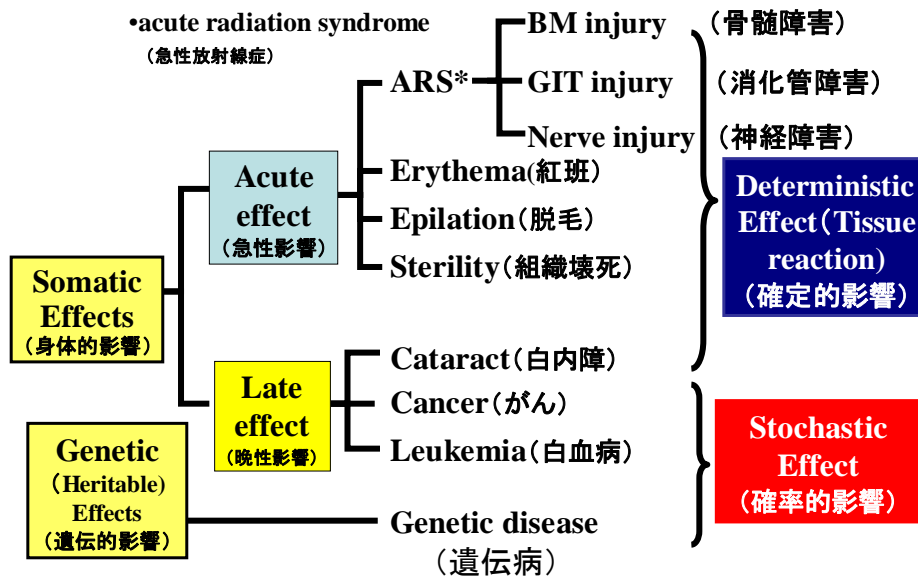 •acute radiation syndrome
(急性放射線症)
BM injury (骨髄障害)
ARS* GIT injury (消化管障害)
Nerve injury (神経障害)
Acute
effect
(急性影響)
Erythema(紅班)
Epilation(脱毛)
Sterility(組織壊死)
Deterministic
Effect(Tissue
reaction)
(確定的影響)
Somatic
Effects
(身体的影響)
Late
effect
(晩性影響)
Cataract(白内障)
Cancer(がん)
Leukemia(白血病)
Stochastic
Effect
(確率的影響)
Genetic
(Heritable)
Effects
(遺伝的影響)
Genetic disease
(遺伝病)